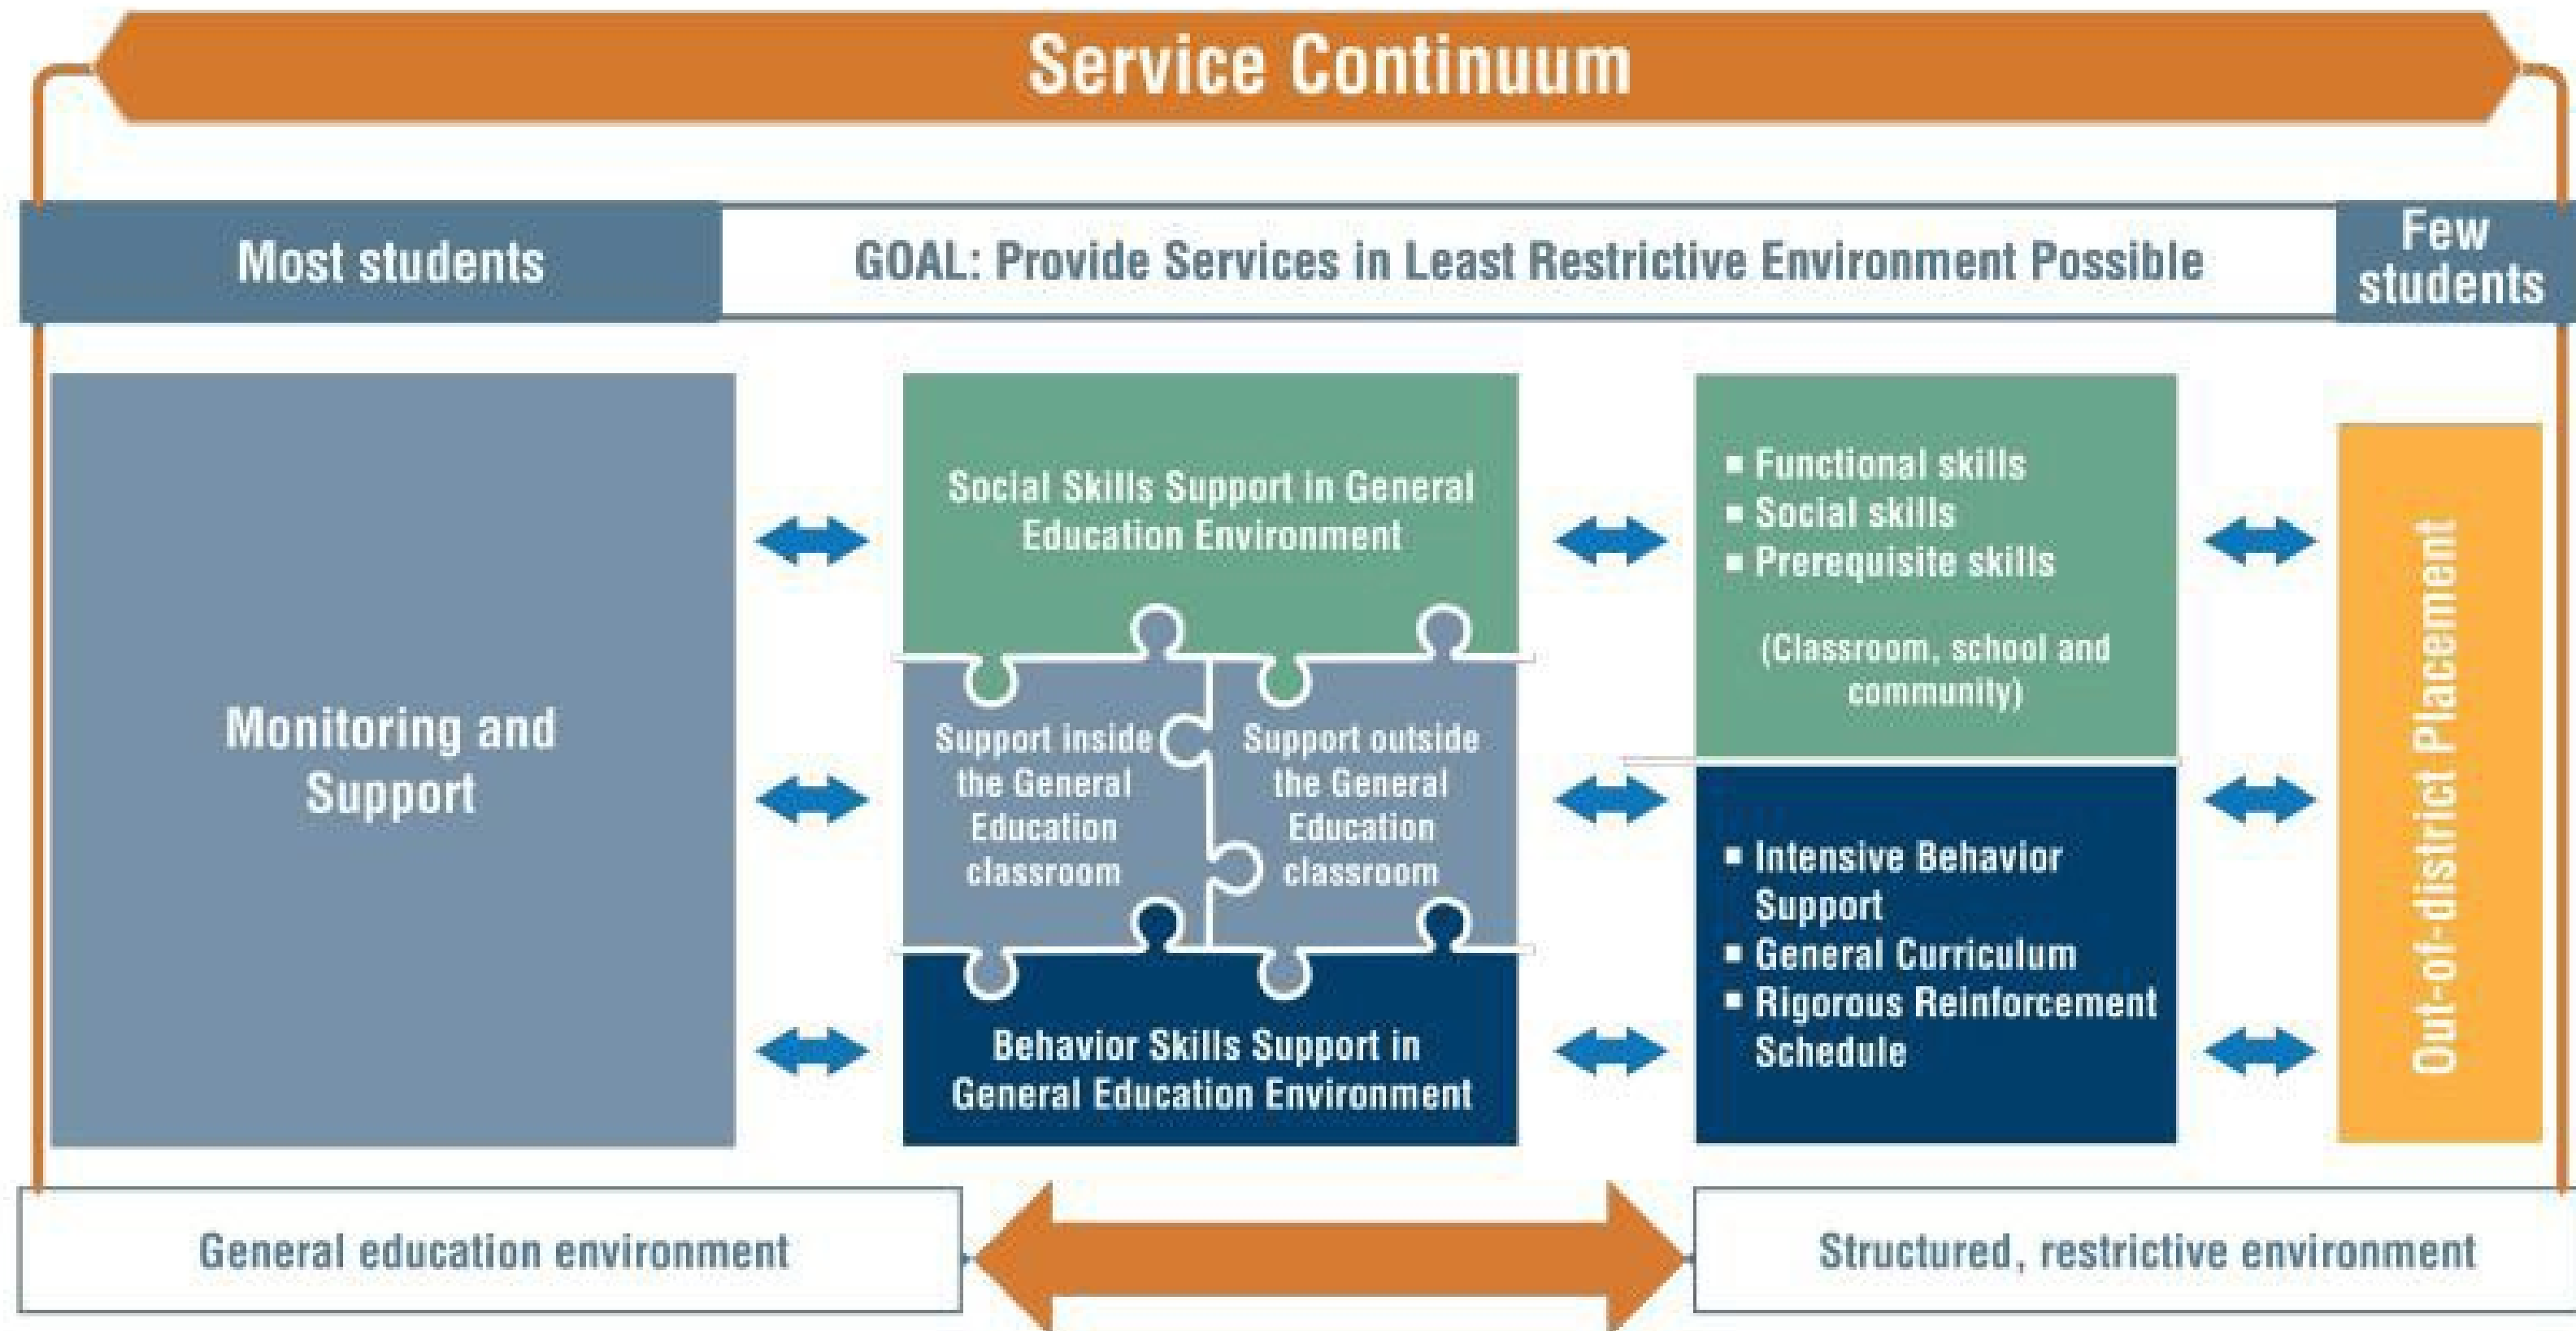 Service Continuum
Most students
GOAL: Provide Services in Least Restrictive Environment Possible
Few
students
Monitoring and
Support
Social Skills Support in General
Education Environment
Support inside
the General
Education
classroom
Support outside
the General
Education
classroom
Behavior Skills Support in
General Education Environment
▪ Functional skills
▪ Social skills
▪ Prerequisite skills
(Classroom, school and
community)
▪ Intensive Behavior
Support
▪ General Curriculum
▪ Rigorous Reinforcement
Schedule
Out-of-district Placement
General education environment
Structured, restrictive environment